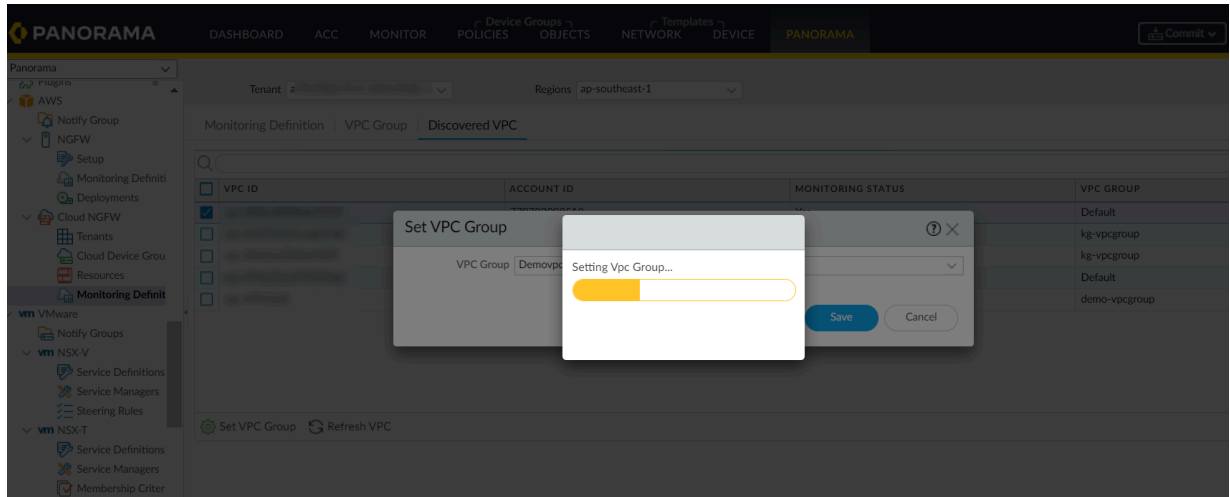 PANORAMA
DASHBOARD ACC MONITOR
Device Groups
POLICIES OBJECTS
Templates
NETWORK DEVICE
PANORAMA
Commit
Panorama
Plugins
AWS
Notify Group
NGFW
Setup
Monitoring Definiti
Deployments
Cloud NGFW
Tenants
Cloud Device Grou
Resources
Monitoring Definit
vm VMware
Notify Groups
vm NSX-V
Service Definitions
Service Managers
Steering Rules
vm NSX-T
Service Definitions
Service Managers
Membership Criter
Tenant
Regions ap-southeast-1
Monitoring Definition | VPC Group | Discovered VPC
VPC ID ACCOUNT ID MONITORING STATUS VPC GROUP
Default
kg-vpcgroup
kg-vpcgroup
Default
demo-vpcgroup
Set VPC Group
VPC Group Demovpc
Setting Vpc Group...
Save Cancel
Set VPC Group Refresh VPC